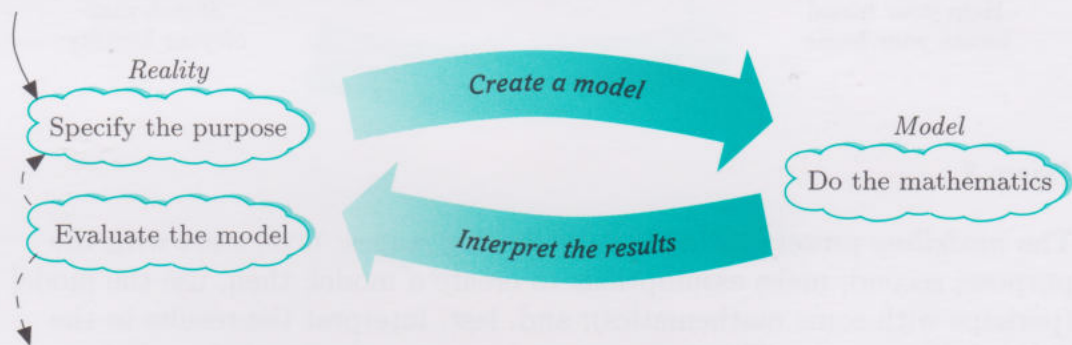 Reality
Create a model
Specify the purpose
Model
Do the mathematics
Evaluate the model
Interpret the results